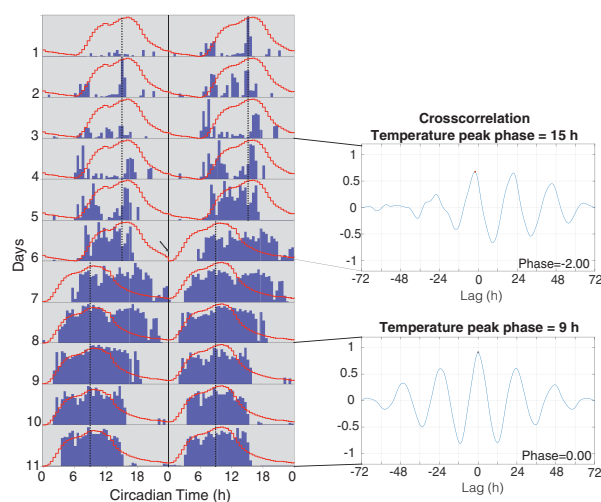 Days
1
2
3
4
5
6
7
8
9
10
11
0 6 12 18 0 6 12 18 0
Circadian Time (h)
Crosscorrelation
Temperature peak phase = 15 h
1
0.5
0
-0.5
-1
Phase=-2.00
-72 -48 -24 0 24 48 72
Lag (h)
Temperature peak phase = 9 h
1
0.5
0
-0.5
-1
Phase=0.00
-72 -48 -24 0 24 48 72
Lag (h)